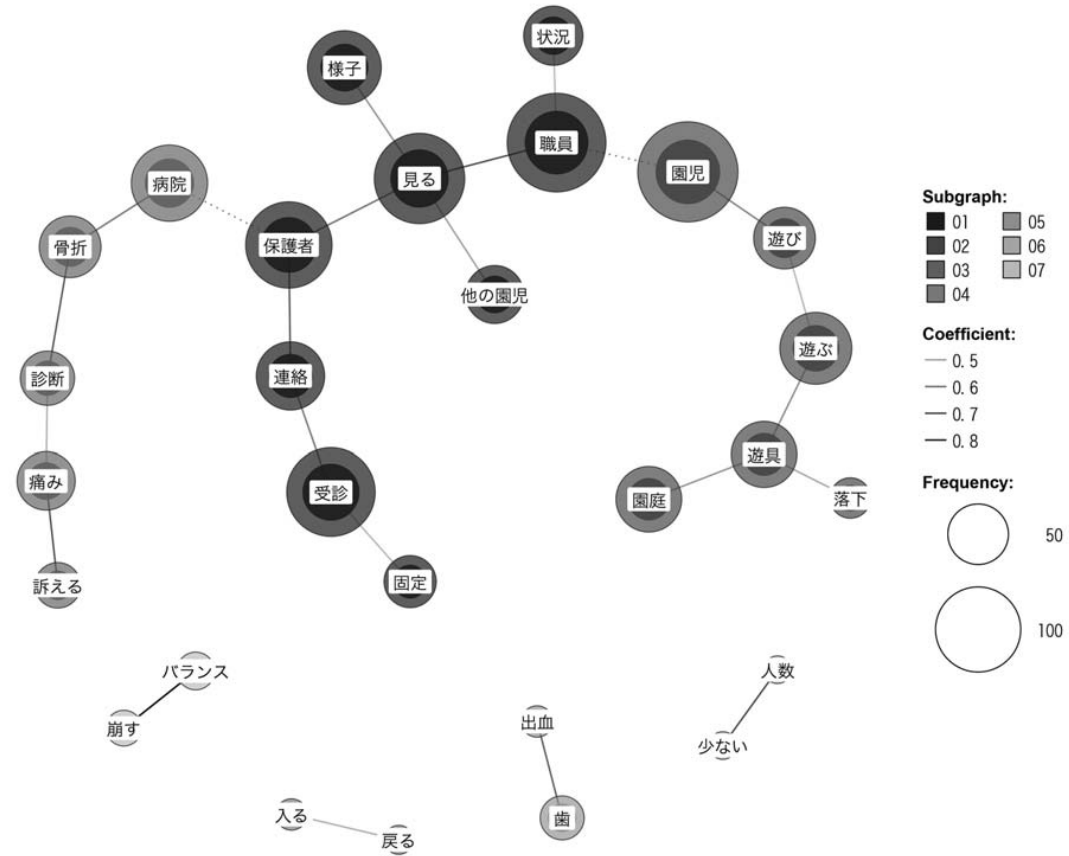 状況
様子
職員
園児
見る
病院
遊び
骨折
保護者
他の園児
遊ぶ
連絡
診断
遊具
痛み
受診
園庭
落下
固定
訴える
バランス
崩す
人数
少ない
出血
歯
入る
戻る
Subgraph:
01 05
02 06
03 07
04
Coefficient:
0.5
0.6
0.7
0.8
Frequency:
50
100